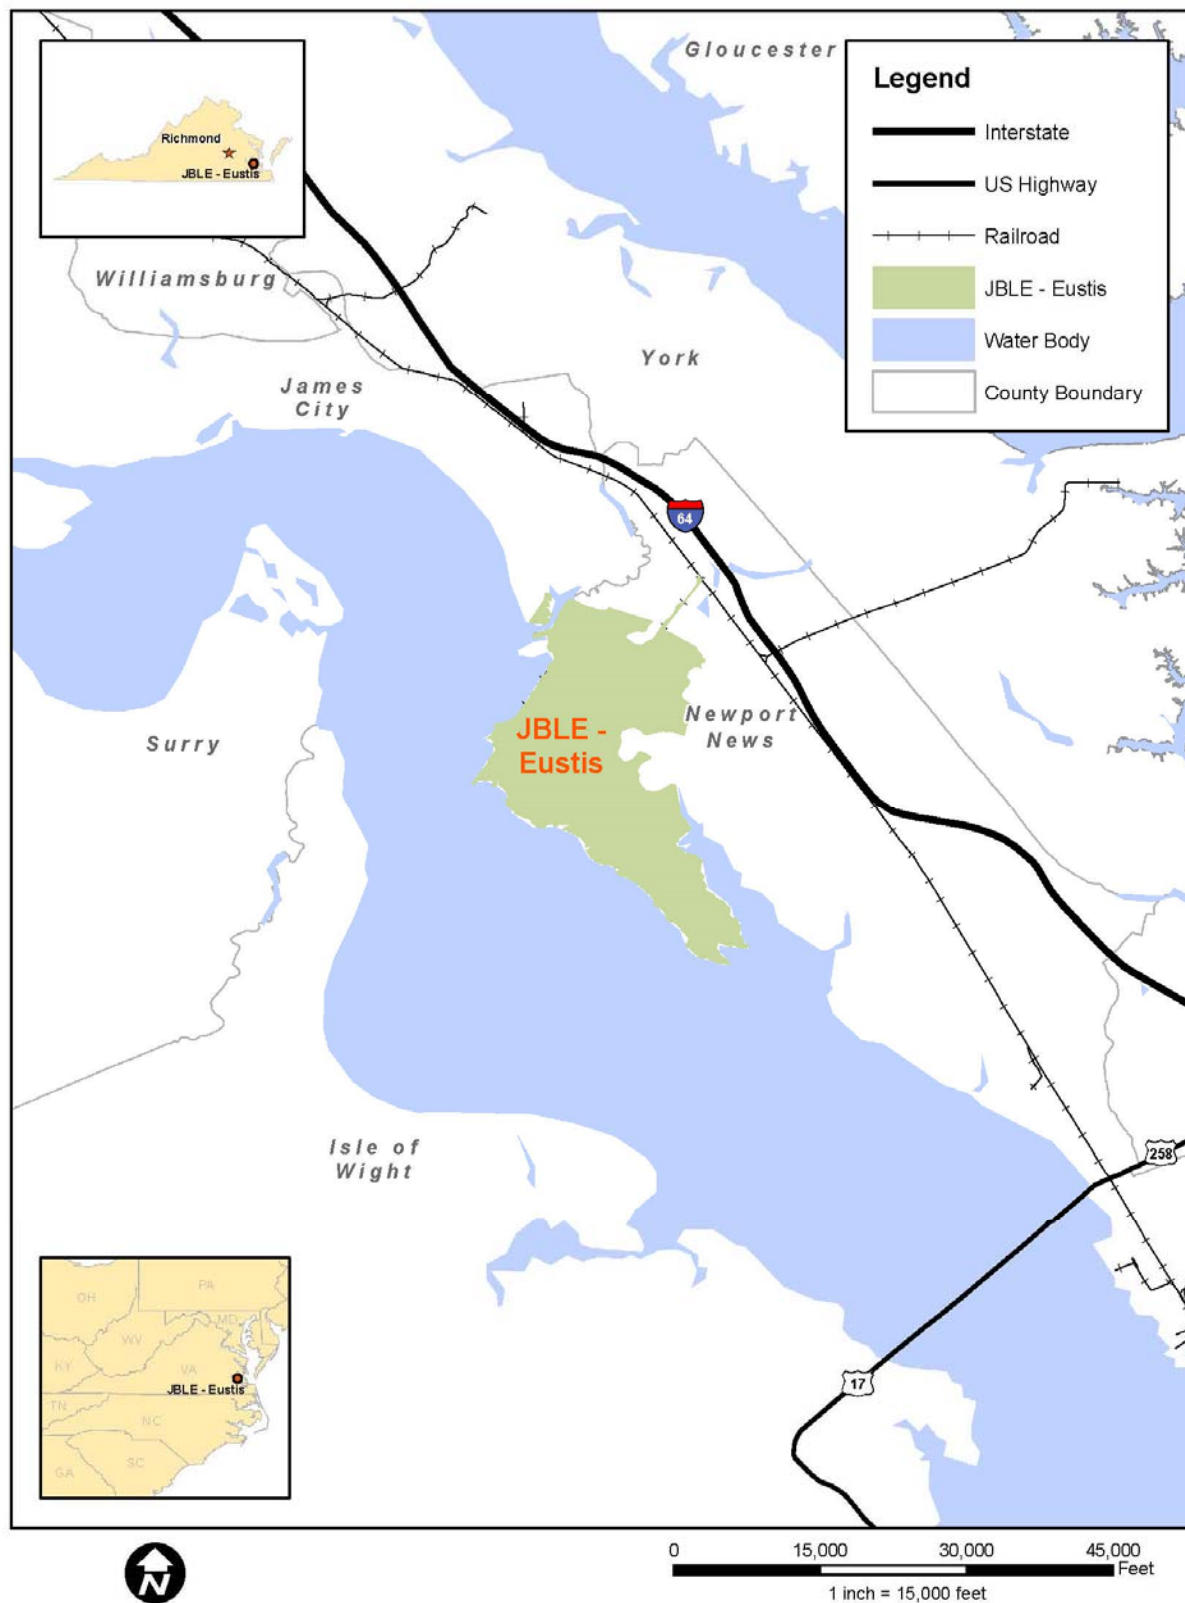 Gloucester
Legend
Interstate
US Highway
Railroad
JBLE - Eustis
Water Body
County Boundary
Richmond
JBLE - Eustis
Williamsburg
James
City
York
64
JBLE -
Eustis
Newport
News
Surry
Isle of
Wight
258
17
OH
PA
MD
WV
KY
VA
JBLE - Eustis
TN
NC
SC
GA
N
0 15,000 30,000 45,000
Feet
1 inch = 15,000 feet